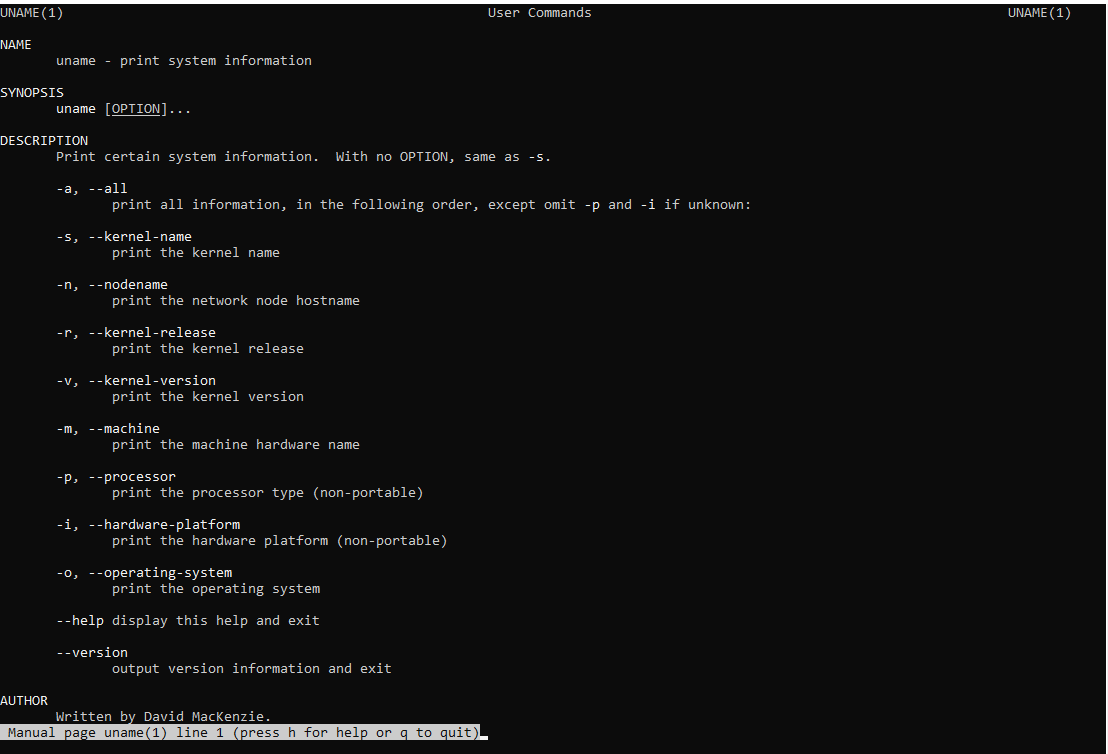 UNAME(1) User Commands UNAME(1)
NAME
uname - print system information
SYNOPSIS
uname [OPTION]...
DESCRIPTION
Print certain system information.  With no OPTION, same as -s.
-a, --all
print all information, in the following order, except omit -p and -i if unknown:
-s, --kernel-name
print the kernel name
-n, --nodename
print the network node hostname
-r, --kernel-release
print the kernel release
-v, --kernel-version
print the kernel version
-m, --machine
print the machine hardware name
-p, --processor
print the processor type (non-portable)
-i, --hardware-platform
print the hardware platform (non-portable)
-o, --operating-system
print the operating system
--help display this help and exit
--version
output version information and exit
AUTHOR
Written by David MacKenzie.
Manual page uname(1) line 1 (press h for help or q to quit)